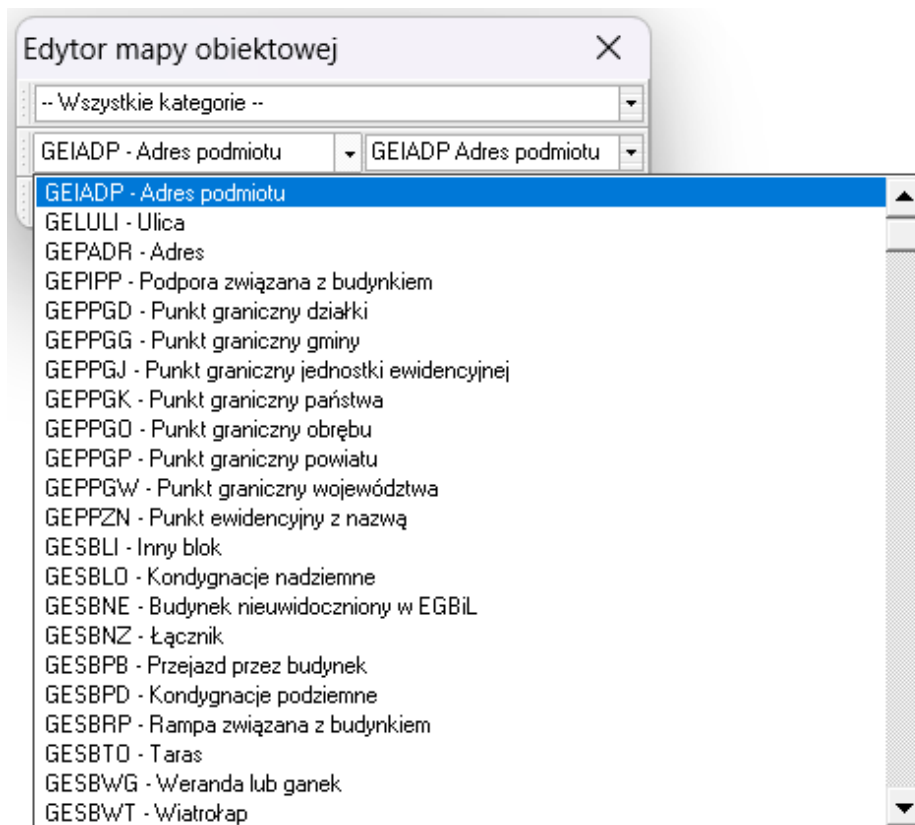 Edytor mapy obiektowej
-- Wszystkie kategorie --
GEIADP - Adres podmiotu GEIADP Adres podmiotu
GEIADP - Adres podmiotu
GELULI - Ulica
GEPADR - Adres
GEPIPP - Podpora związana z budynkiem
GEPPGD - Punkt graniczny działki
GEPPGG - Punkt graniczny gminy
GEPPGJ - Punkt graniczny jednostki ewidencyjnej
GEPPGK - Punkt graniczny państwa
GEPPGO - Punkt graniczny obrębu
GEPPGP - Punkt graniczny powiatu
GEPPGW - Punkt graniczny województwa
GEPPZN - Punkt ewidencyjny z nazwą
GESBLI - Inny blok
GESBLO - Kondygnacje nadziemne
GESBNE - Budynek nieuwidoczniony w EGBiL
GESBNZ - Łącznik
GESBPB - Przejazd przez budynek
GESBPD - Kondygnacje podziemne
GESBRP - Rampa związana z budynkiem
GESBTO - Taras
GESBWG - Weranda lub ganek
GESBWT - Wiatrołap